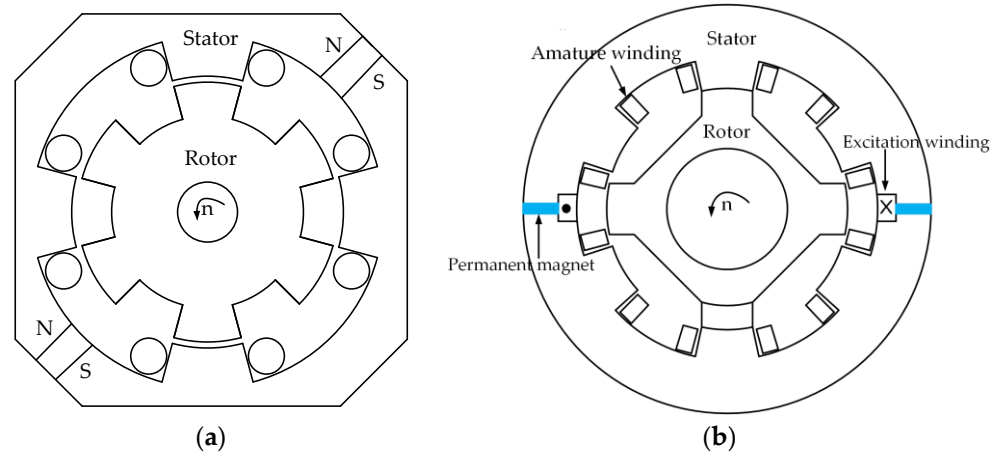 N
Stator
S
Rotor
n
N
S
(a)
Stator
Amature winding
Rotor
Excitation winding
n
Permanent magnet
(b)